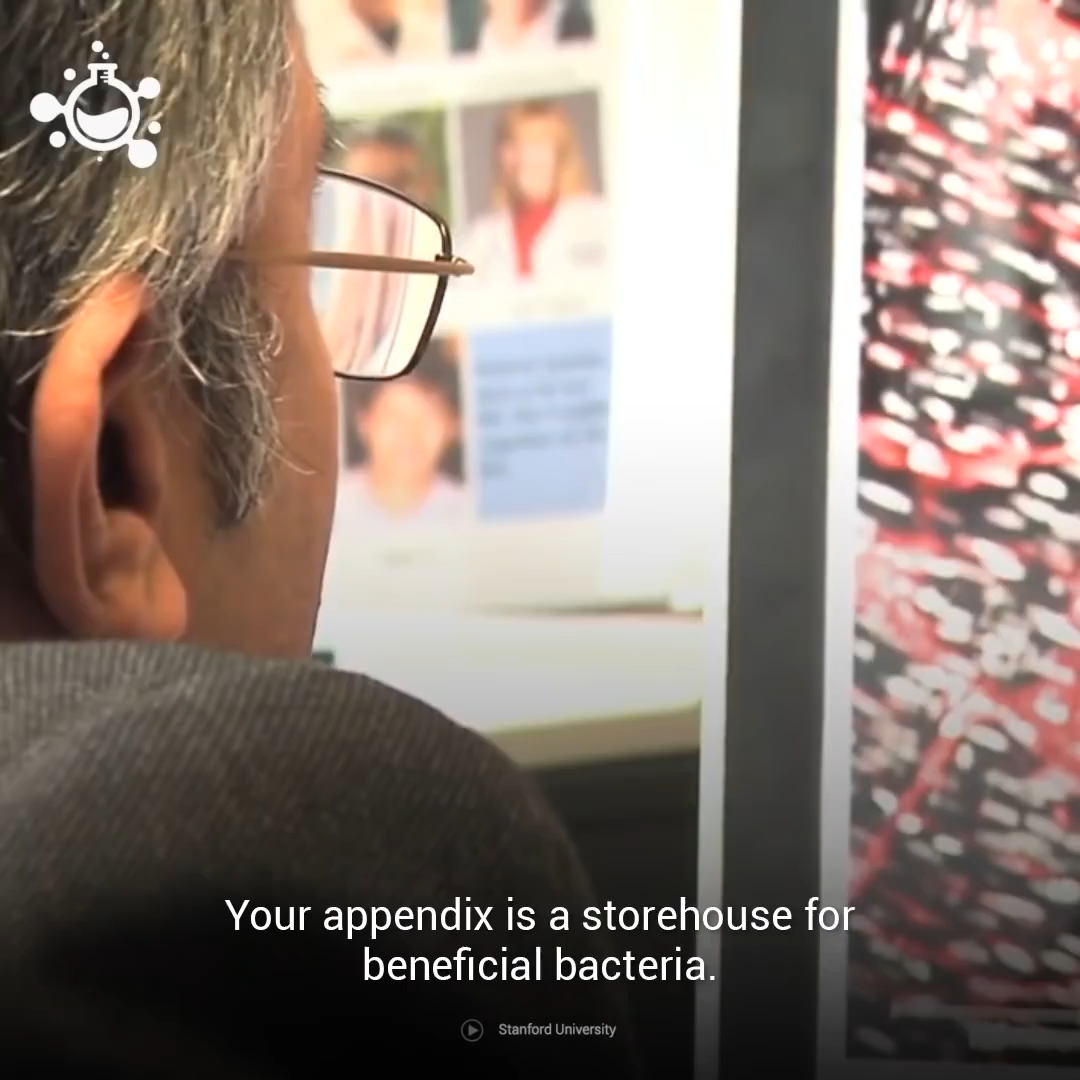 Your appendix is a storehouse for
beneficial bacteria.
Stanford University